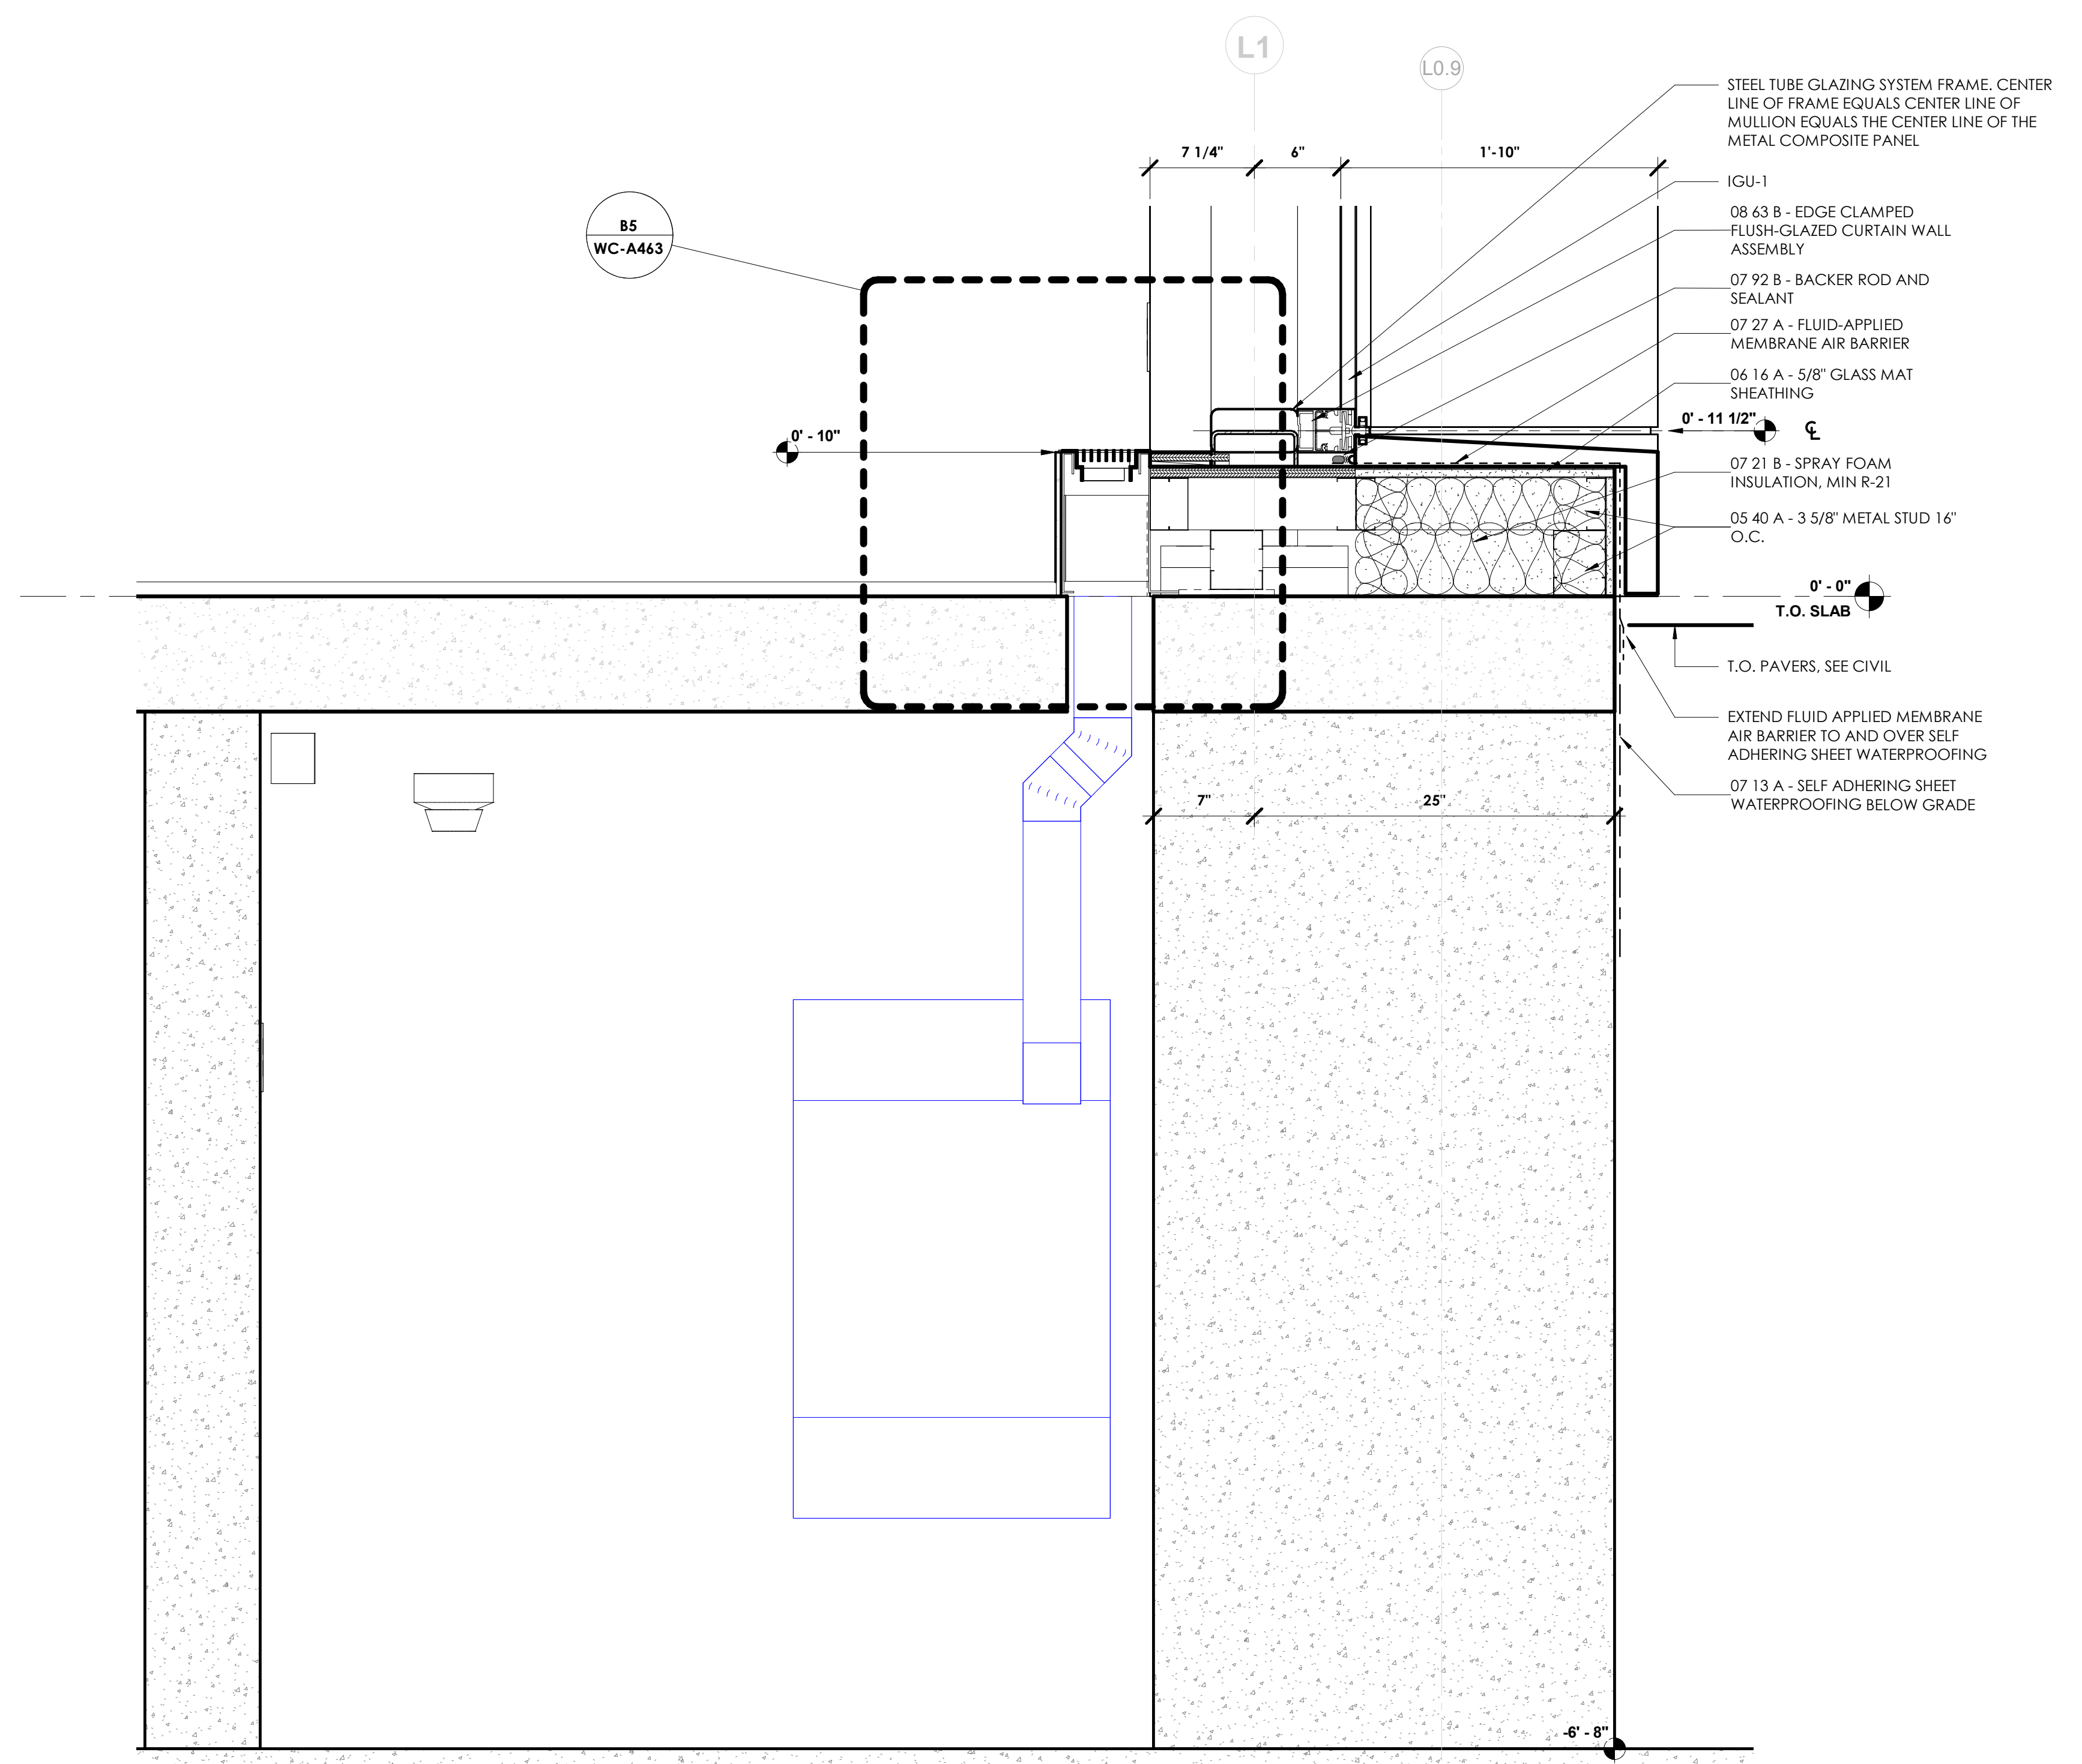 L1
L0.9
STEEL TUBE GLAZING SYSTEM FRAME. CENTER
LINE OF FRAME EQUALS CENTER LINE OF
MULLION EQUALS THE CENTER LINE OF THE
METAL COMPOSITE PANEL
7 1/4"
6"
1'-10"
IGU-1
08 63 B - EDGE CLAMPED
FLUSH-GLAZED CURTAIN WALL
ASSEMBLY
B5
WC-A463
07 92 B - BACKER ROD AND
SEALANT
07 27 A - FLUID-APPLIED
MEMBRANE AIR BARRIER
06 16 A - 5/8" GLASS MAT
SHEATHING
0' - 11 1/2"
CL
0' - 10"
07 21 B - SPRAY FOAM
INSULATION, MIN R-21
05 40 A - 3 5/8" METAL STUD 16"
O.C.
0' - 0"
T.O. SLAB
T.O. PAVERS, SEE CIVIL
EXTEND FLUID APPLIED MEMBRANE
AIR BARRIER TO AND OVER SELF
ADHERING SHEET WATERPROOFING
07 13 A - SELF ADHERING SHEET
WATERPROOFING BELOW GRADE
7"
25"
-6' - 8"